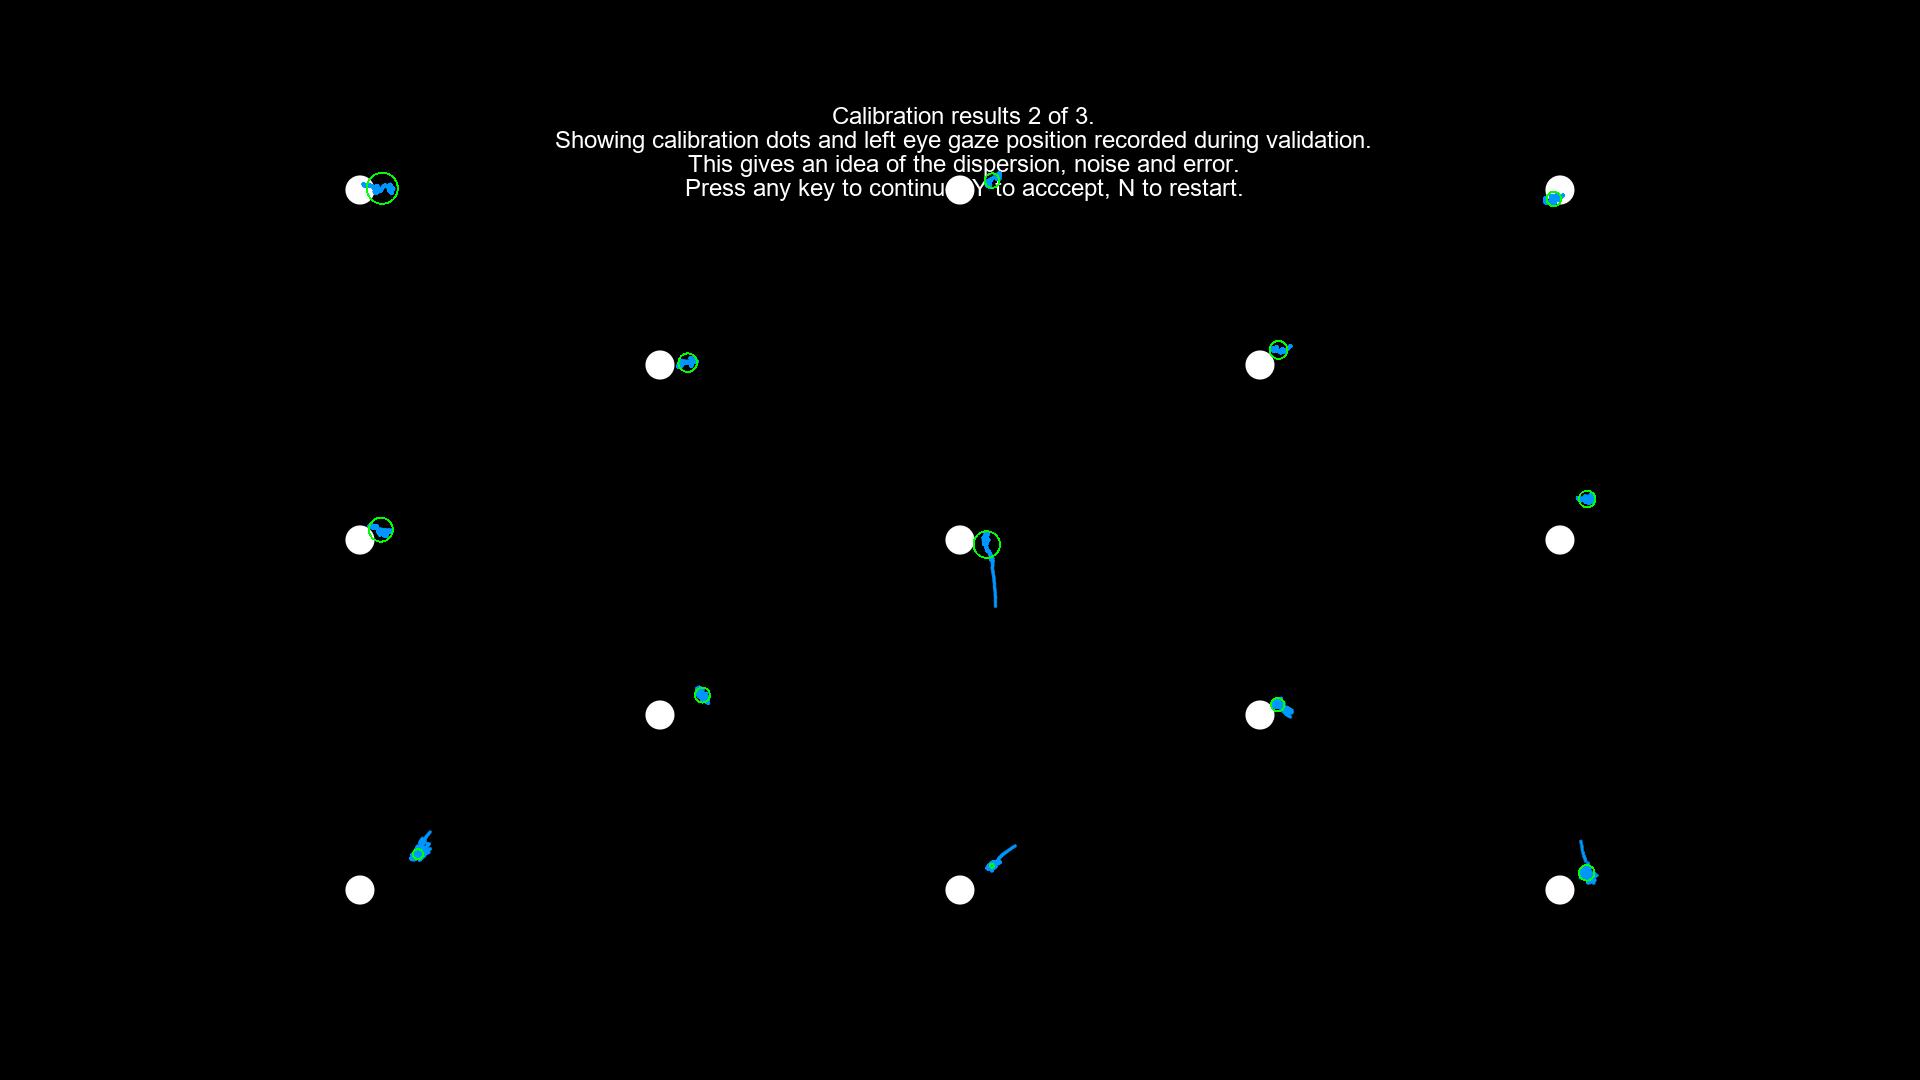 Calibration results 2 of 3.
Showing calibration dots and left eye gaze position recorded during validation.
This gives an idea of the dispersion, noise and error.
Press any key to continu Y to acccept, N to restart.